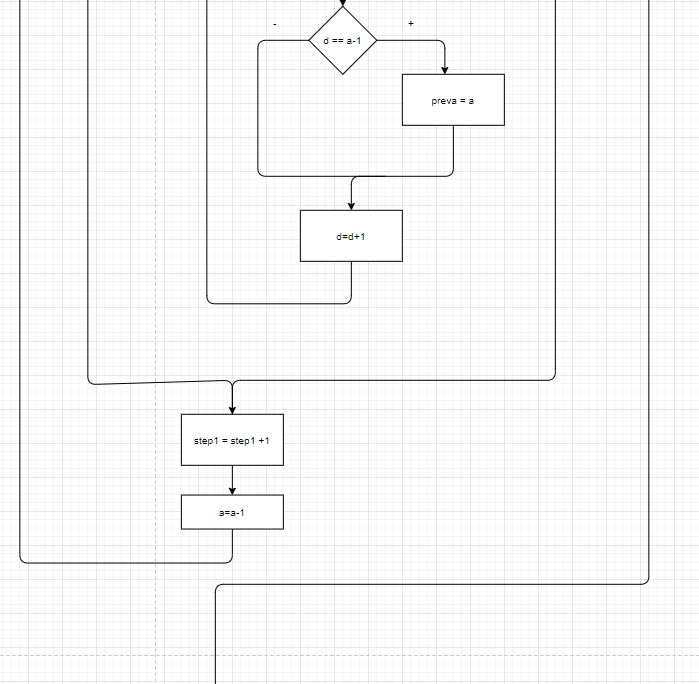 - +
d == a-1
preva = a
d=d+1
step1 = step1 +1
a=a-1